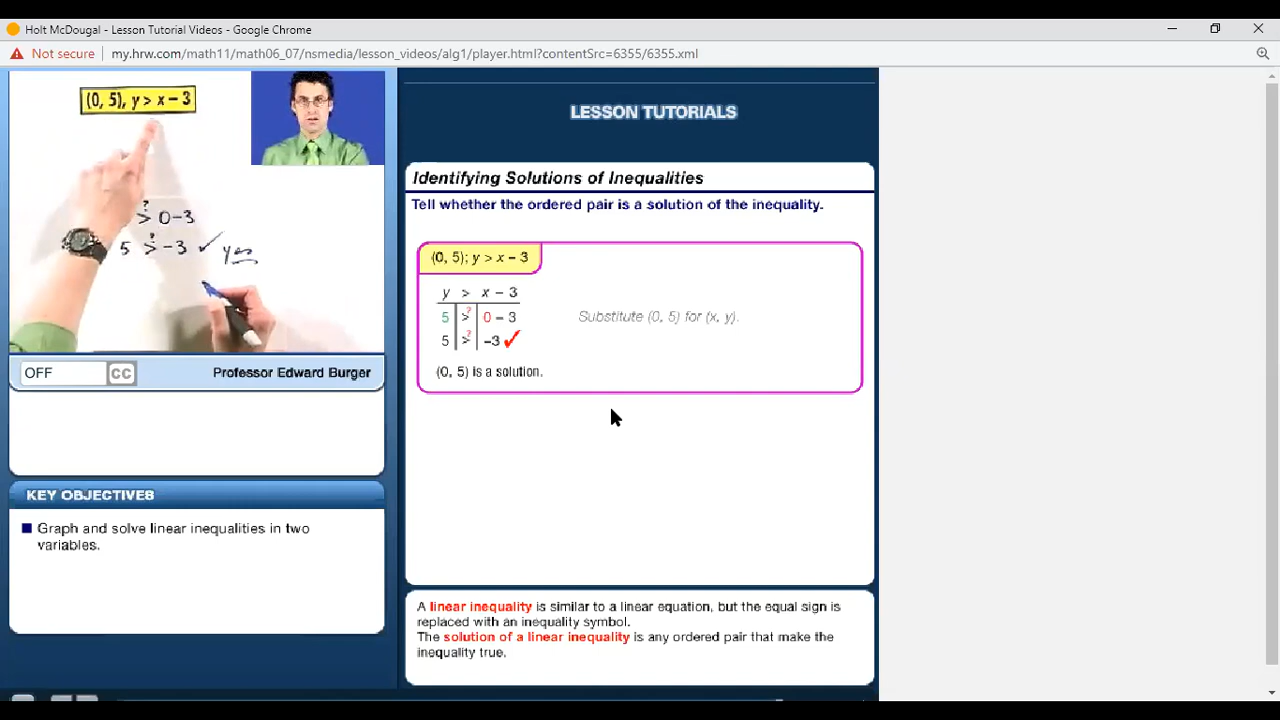 Holt McDougal - Lesson Tutorial Videos - Google Chrome
Not secure
my.hrw.com/math11/math06_07/nsmedia/lesson_videos/alg1/player.html?contentSrc=6355/6355.xml
(0, 5), y > x − 3
? > 0 − 3
5 ? > −3 ✓ yes
OFF
CC
Professor Edward Burger
KEY OBJECTIVES
Graph and solve linear inequalities in two
variables.
LESSON TUTORIALS
Identifying Solutions of Inequalities
Tell whether the ordered pair is a solution of the inequality.
(0, 5); y > x − 3
y > x − 3
5 >? 0 − 3
Substitute (0, 5) for (x, y).
5 >? −3 ✓
(0, 5) is a solution.
A linear inequality is similar to a linear equation, but the equal sign is
replaced with an inequality symbol.
The solution of a linear inequality is any ordered pair that make the
inequality true.